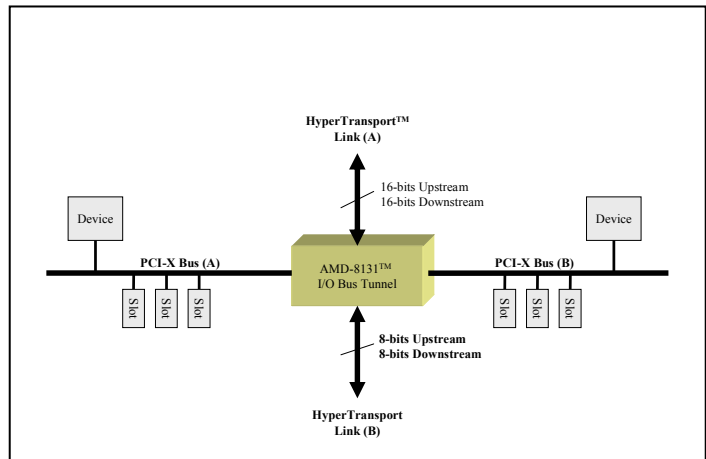 HyperTransport™
Link (A)
16-bits Upstream
16-bits Downstream
Device
Device
PCI-X Bus (A)
AMD-8131™
I/O Bus Tunnel
PCI-X Bus (B)
Slot
Slot
Slot
Slot
Slot
Slot
8-bits Upstream
8-bits Downstream
HyperTransport
Link (B)